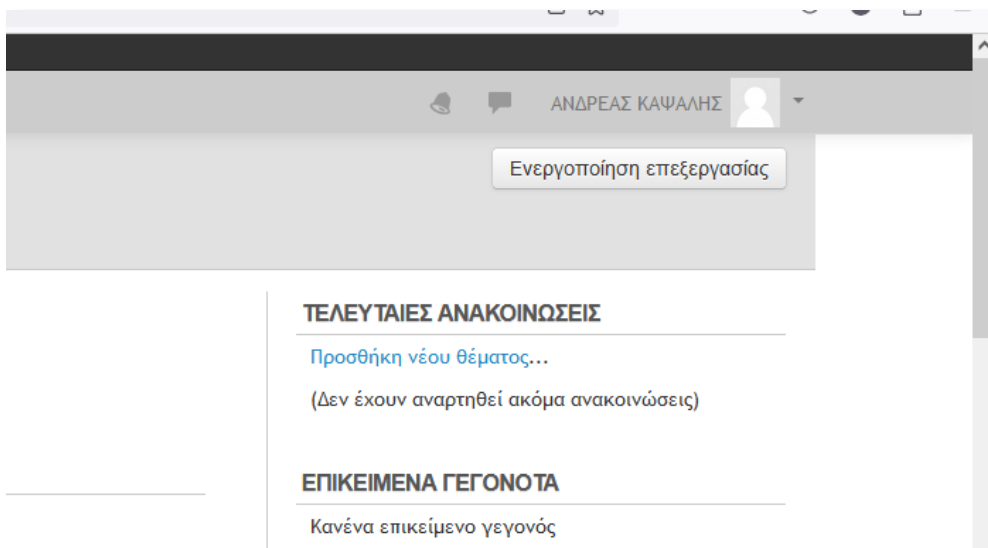 ΑΝΔΡΕΑΣ ΚΑΨΑΛΗΣ
Ενεργοποίηση επεξεργασίας
ΤΕΛΕΥΤΑΙΕΣ ΑΝΑΚΟΙΝΩΣΕΙΣ
Προσθήκη νέου θέματος...
(Δεν έχουν αναρτηθεί ακόμα ανακοινώσεις)
ΕΠΙΚΕΙΜΕΝΑ ΓΕΓΟΝΟΤΑ
Κανένα επικείμενο γεγονός